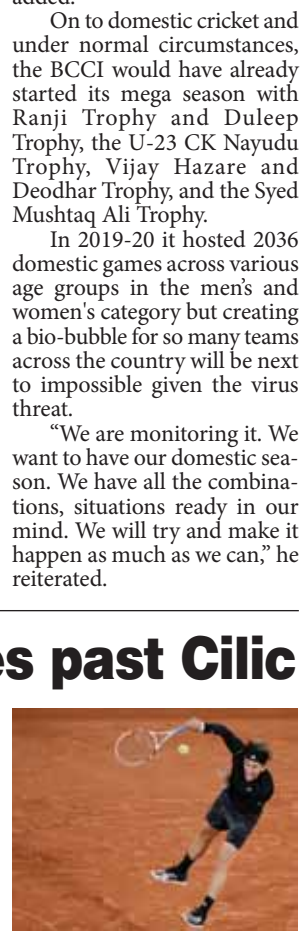 added.
On to domestic cricket and
under normal circumstances,
the BCCI would have already
started its mega season with
Ranji Trophy and Duleep
Trophy, the U-23 CK Nayudu
Trophy, Vijay Hazare and
Deodhar Trophy, and the Syed
Mushtaq Ali Trophy.
In 2019-20 it hosted 2036
domestic games across various
age groups in the men's and
women's category but creating
a bio-bubble for so many teams
across the country will be next
to impossible given the virus
threat.
“We are monitoring it. We
want to have our domestic sea-
son. We have all the combina-
tions, situations ready in our
mind. We will try and make it
happen as much as we can,” he
reiterated.
es past Cilic